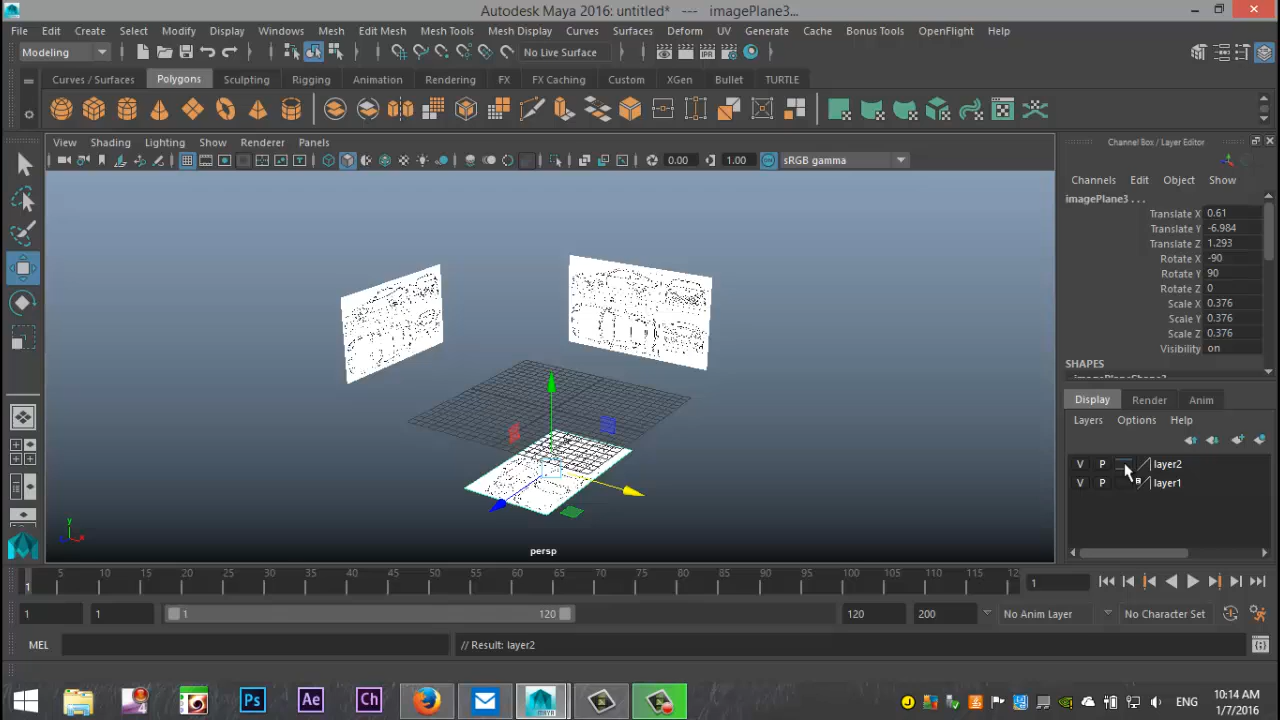 Autodesk Maya 2016: untitled*   ---   imagePlane3...
File Edit Create Select Modify Display Windows Mesh Edit Mesh Mesh Tools Mesh Display Curves Surfaces Deform UV Generate Cache Bonus Tools OpenFlight Help
Modeling No Live Surface
Curves / Surfaces Polygons Sculpting Rigging Animation Rendering FX FX Caching Custom XGen Bullet TURTLE
View Shading Lighting Show Renderer Panels
Channel Box / Layer Editor
0.00 1.00 sRGB gamma
Channels Edit Object Show
imagePlane3 . . .
Translate X 0.61
Translate Y -6.984
Translate Z 1.293
Rotate X -90
Rotate Y 90
Rotate Z 0
Scale X 0.376
Scale Y 0.376
Scale Z 0.376
Visibility on
SHAPES
imagePlaneShape3
Display Render Anim
Layers Options Help
V P layer2
V P layer1
y
persp
5 10 15 20 25 30 35 40 45 50 55 60 65 70 75 80 85 90 95 100 105 110 115 12
1
1
1 1 1 120 120 200 No Anim Layer No Character Set
MEL // Result: layer2
Ps Ae Ch MAYA ENG
10:14 AM
1/7/2016